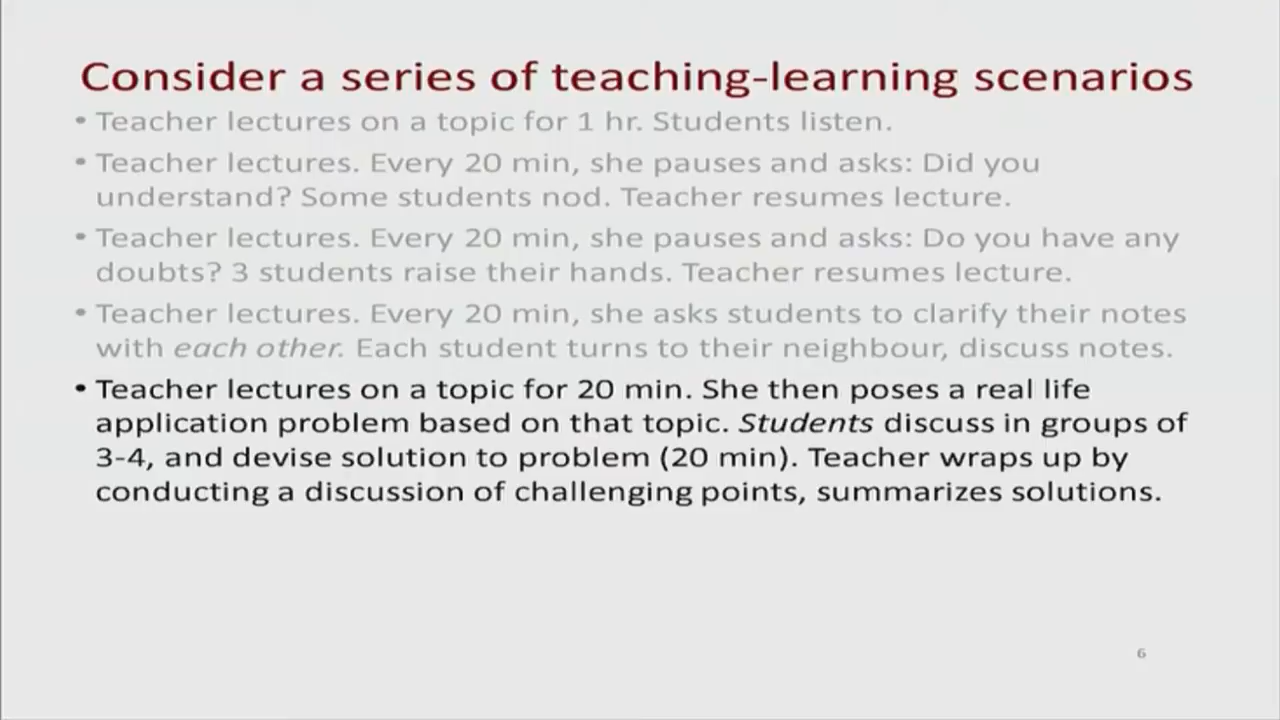 Consider a series of teaching-learning scenarios
• Teacher lectures on a topic for 1 hr. Students listen.
• Teacher lectures. Every 20 min, she pauses and asks: Did you
understand? Some students nod. Teacher resumes lecture.
• Teacher lectures. Every 20 min, she pauses and asks: Do you have any
doubts? 3 students raise their hands. Teacher resumes lecture.
• Teacher lectures. Every 20 min, she asks students to clarify their notes
with each other. Each student turns to their neighbour, discuss notes.
• Teacher lectures on a topic for 20 min. She then poses a real life
application problem based on that topic. Students discuss in groups of
3-4, and devise solution to problem (20 min). Teacher wraps up by
conducting a discussion of challenging points, summarizes solutions.
6